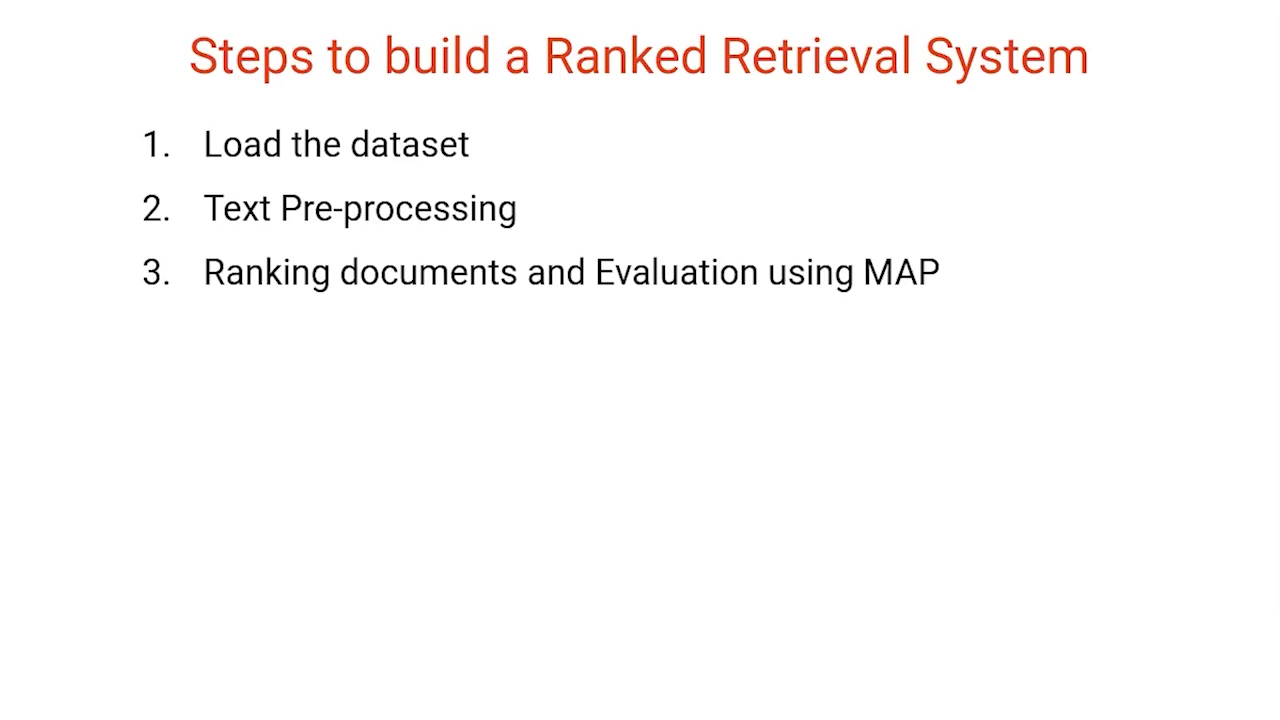 Steps to build a Ranked Retrieval System
1. Load the dataset
2. Text Pre-processing
3. Ranking documents and Evaluation using MAP